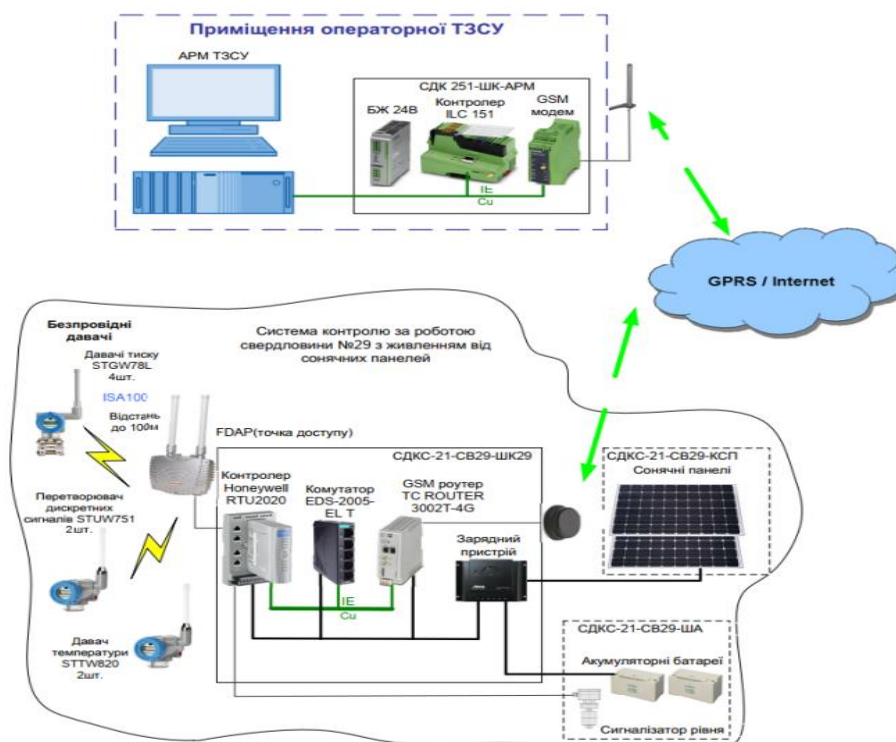 Приміщення операторної ТЗСУ
АРМ ТЗСУ
СДК 251-ШК-АРМ
БЖ 24В
Контролер
ILC 151
GSM
модем
IE
Cu
GPRS / Internet
Безпровідні
давачі
Давачі тиску
STGW78L
4шт.
ISA100
Відстань
до 100м
Система контролю за роботою
свердловини №29 з живленням від
сонячних панелей
FDAP(точка доступу)
СДКС-21-СВ29-ШК29
Контролер
Honeywell
RTU2020
Комутатор
EDS-2005-
EL T
GSM роутер
TC ROUTER
3002T-4G
Зарядний
пристрій
IE
Cu
СДКС-21-СВ29-КСП
Сонячні панелі
Перетворювач
дискретних
сигналів STUW751
2шт.
Давач
температури
STTW820
2шт.
СДКС-21-СВ29-ША
Акумуляторні батареї
Сигналізатор рівня